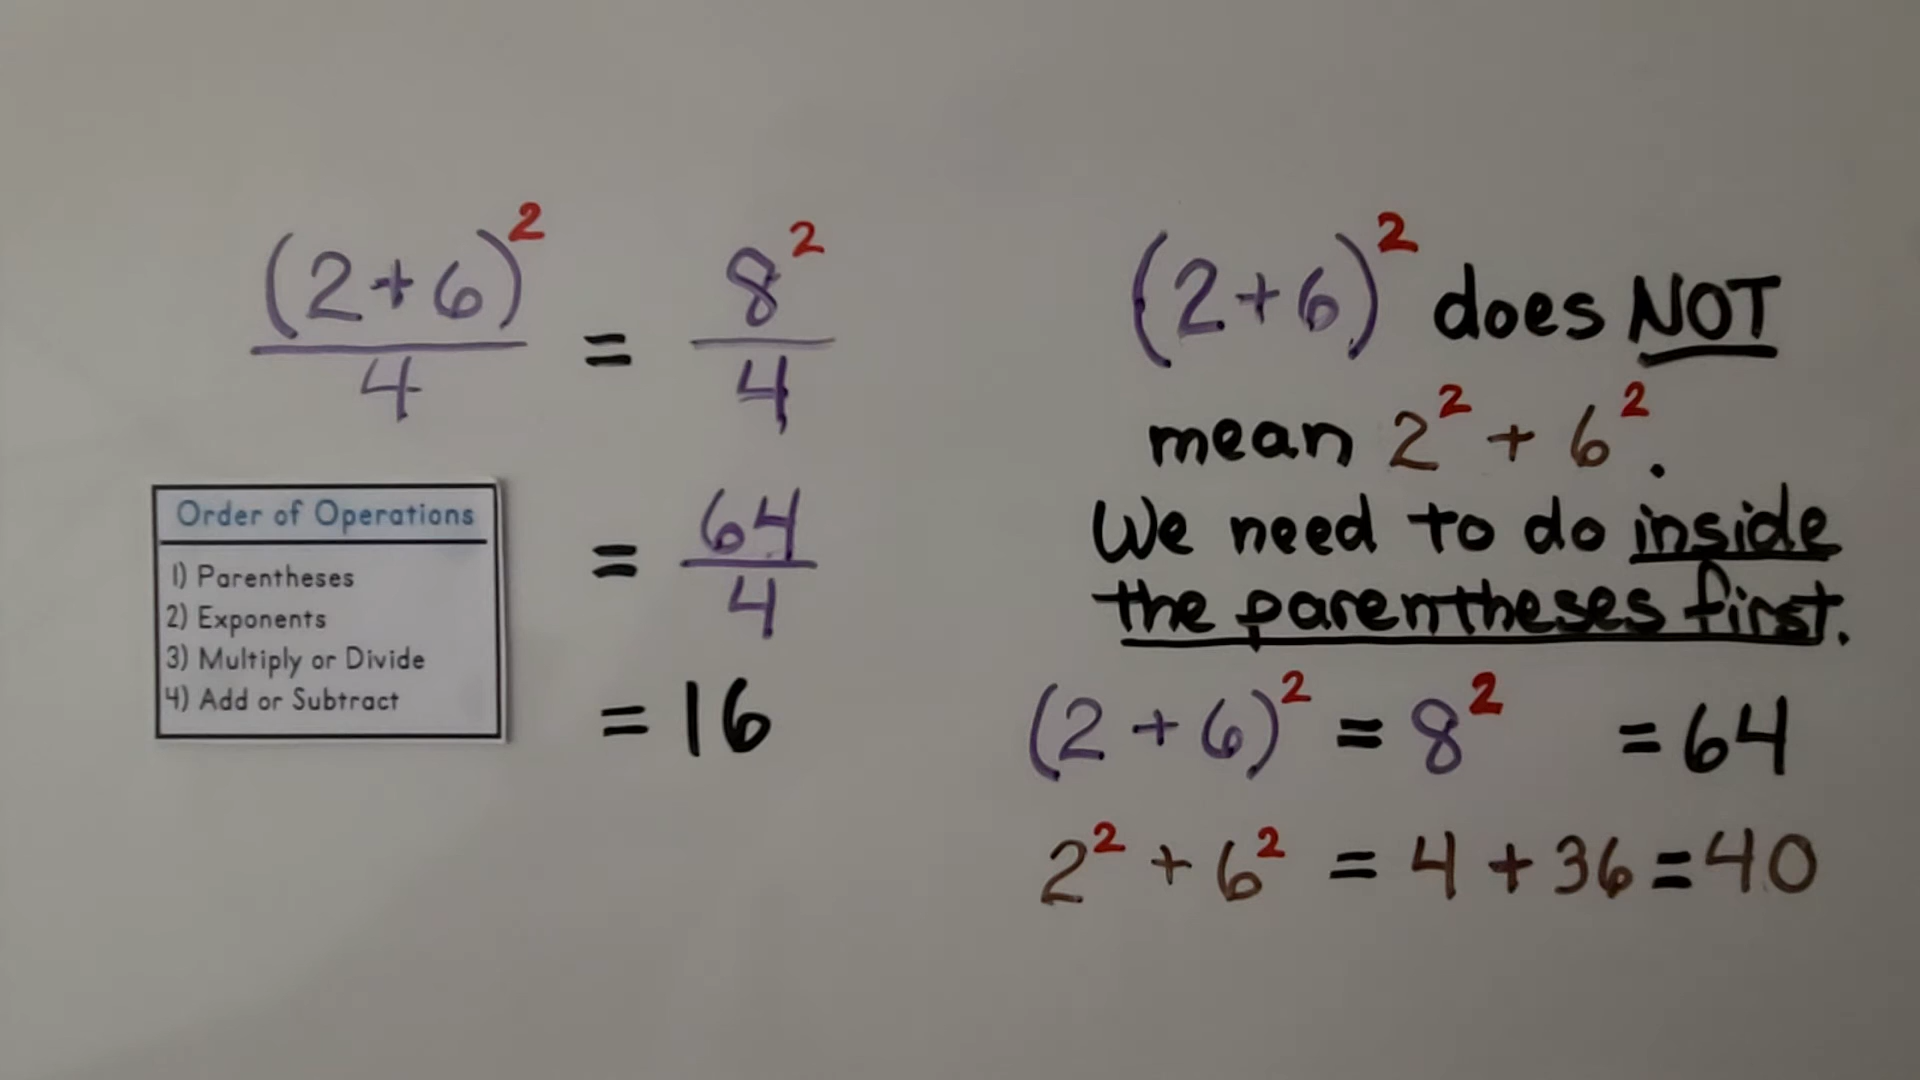 (2+6)² / 4 = 8² / 4
= 64 / 4
= 16
Order of Operations
1) Parentheses
2) Exponents
3) Multiply or Divide
4) Add or Subtract
(2+6)² does NOT
mean 2² + 6².
We need to do inside
the parentheses first.
(2 + 6)² = 8² = 64
2² + 6² = 4 + 36 = 40